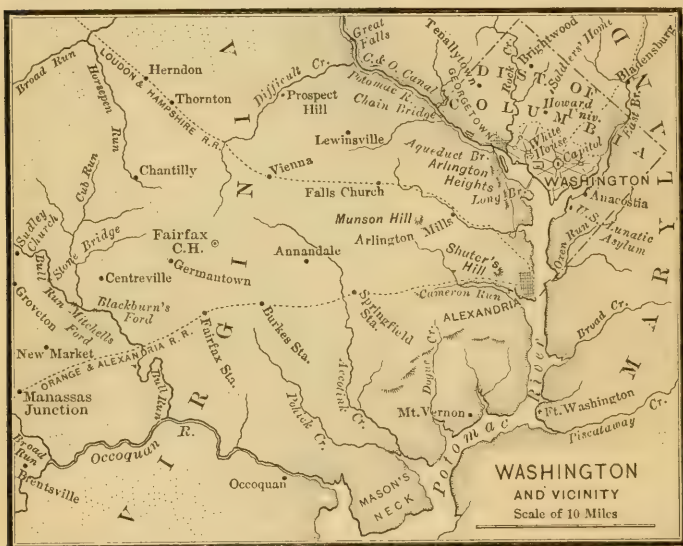 Great
Falls
Tenallytown
Brightwood
Rock Cr.
Soldiers' Home
Bladensburg
Broad Run
LOUDON & HAMPSHIRE R.R.
Herndon
Thornton
Horsepen Run
Difficult Cr.
Prospect
Hill
C. & O. Canal
Potomac R.
Chain Bridge
GEORGETOWN
DIST. OF
COLUMB
Howard
Univ.
East Br.
White
House
Capitol
WASHINGTON
Lewinsville
Aqueduct Br.
Arlington
Heights
Long Br.
Chantilly
Cub Run
Vienna
Falls Church
Anacostia
U.S. Lunatic
Asylum
Oxen Run
Munson Hill
Arlington
Mills
Sudley
Church
Stone Bridge
Fairfax
C.H.
Germantown
Annandale
Shuter's
Hill
Centreville
Bull Run
Groveton
Blackburn's
Ford
Mitchells
Ford
Cameron Run
ALEXANDRIA
Springfield
Sta.
Burkes Sta.
Fairfax Sta.
Broad Cr.
New Market
ORANGE & ALEXANDRIA R.R.
Manassas
Junction
Bull Run
Pohick Cr.
Accotink Cr.
Dogue Cr.
Mt. Vernon
Potomac River
Ft. Washington
Piscataway Cr.
Broad
Run
Brentsville
Occoquan R.
Occoquan
MASON'S
NECK
VIRGINIA
MARYLAND
WASHINGTON
AND VICINITY
Scale of 10 Miles